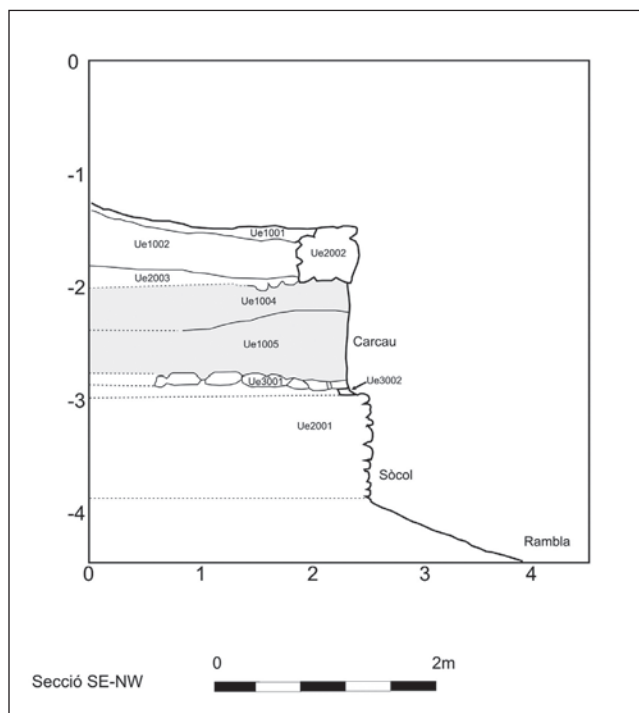 0
-1
Ue1001
Ue1002
Ue2002
Ue2003
-2
Ue1004
Carcau
Ue1005
Ue3001
Ue3002
-3
Ue2001
Sòcol
-4
Rambla
0 1 2 3 4
0 2m
Secció SE-NW